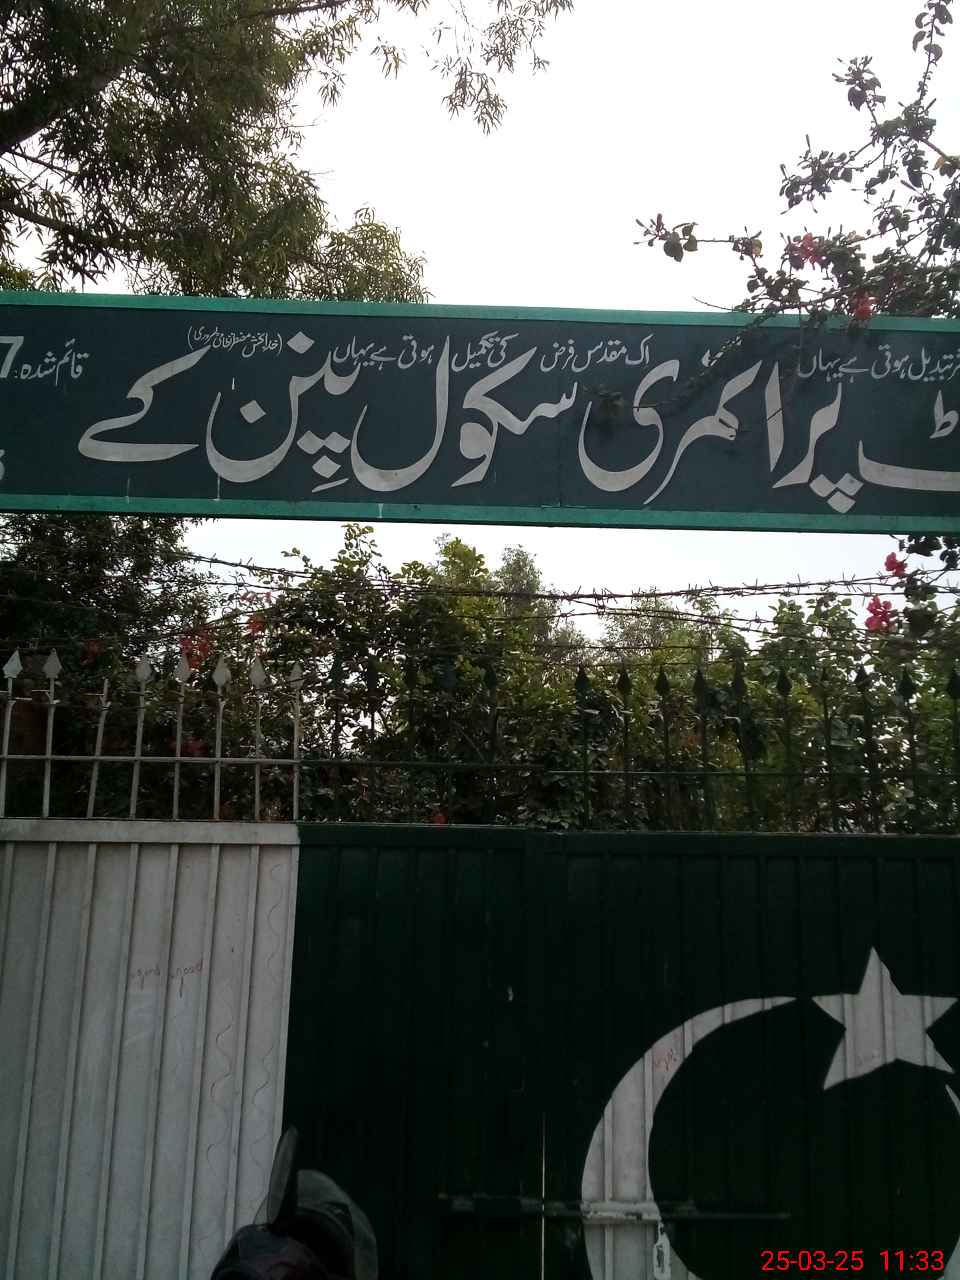 تبدیل ہوتی ہے یہاں اک مقدس فرض کی تکمیل ہوتی ہے یہاں
پرائمری سکول پِنن کے
قائم شدہ: 7
25-03-25 11:33